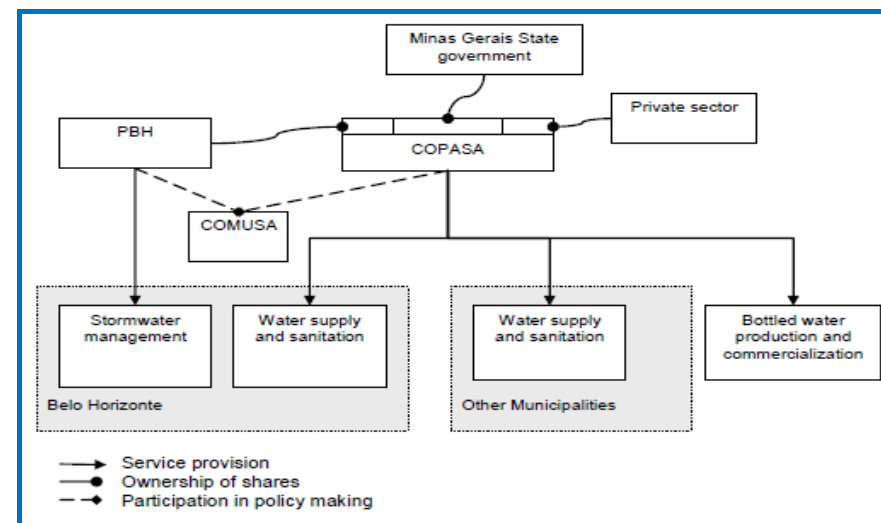 Minas Gerais State
government
Private sector
PBH
COPASA
COMUSA
Stormwater
management
Water supply
and sanitation
Water supply
and sanitation
Bottled water
production and
commercialization
Belo Horizonte
Other Municipalities
Service provision
Ownership of shares
Participation in policy making